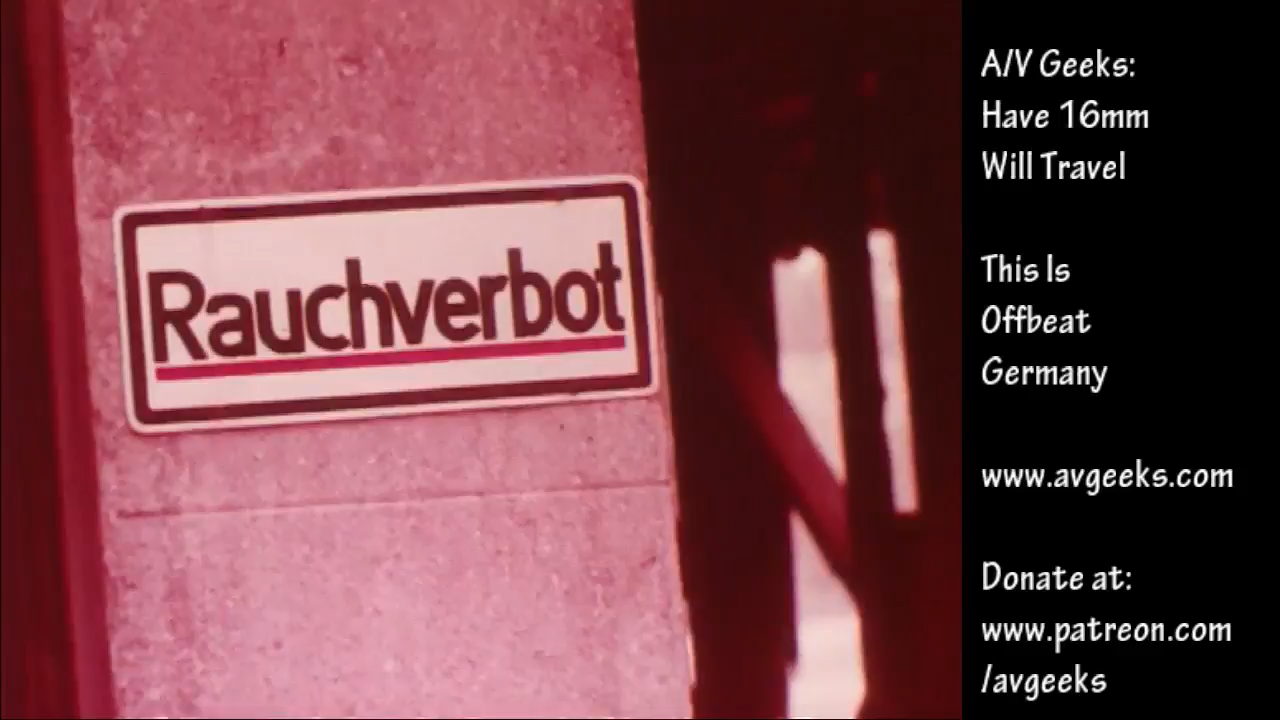 Rauchverbot
A/V Geeks:
Have 16mm
Will Travel
This Is
Offbeat
Germany
www.avgeeks.com
Donate at:
www.patreon.com
/avgeeks